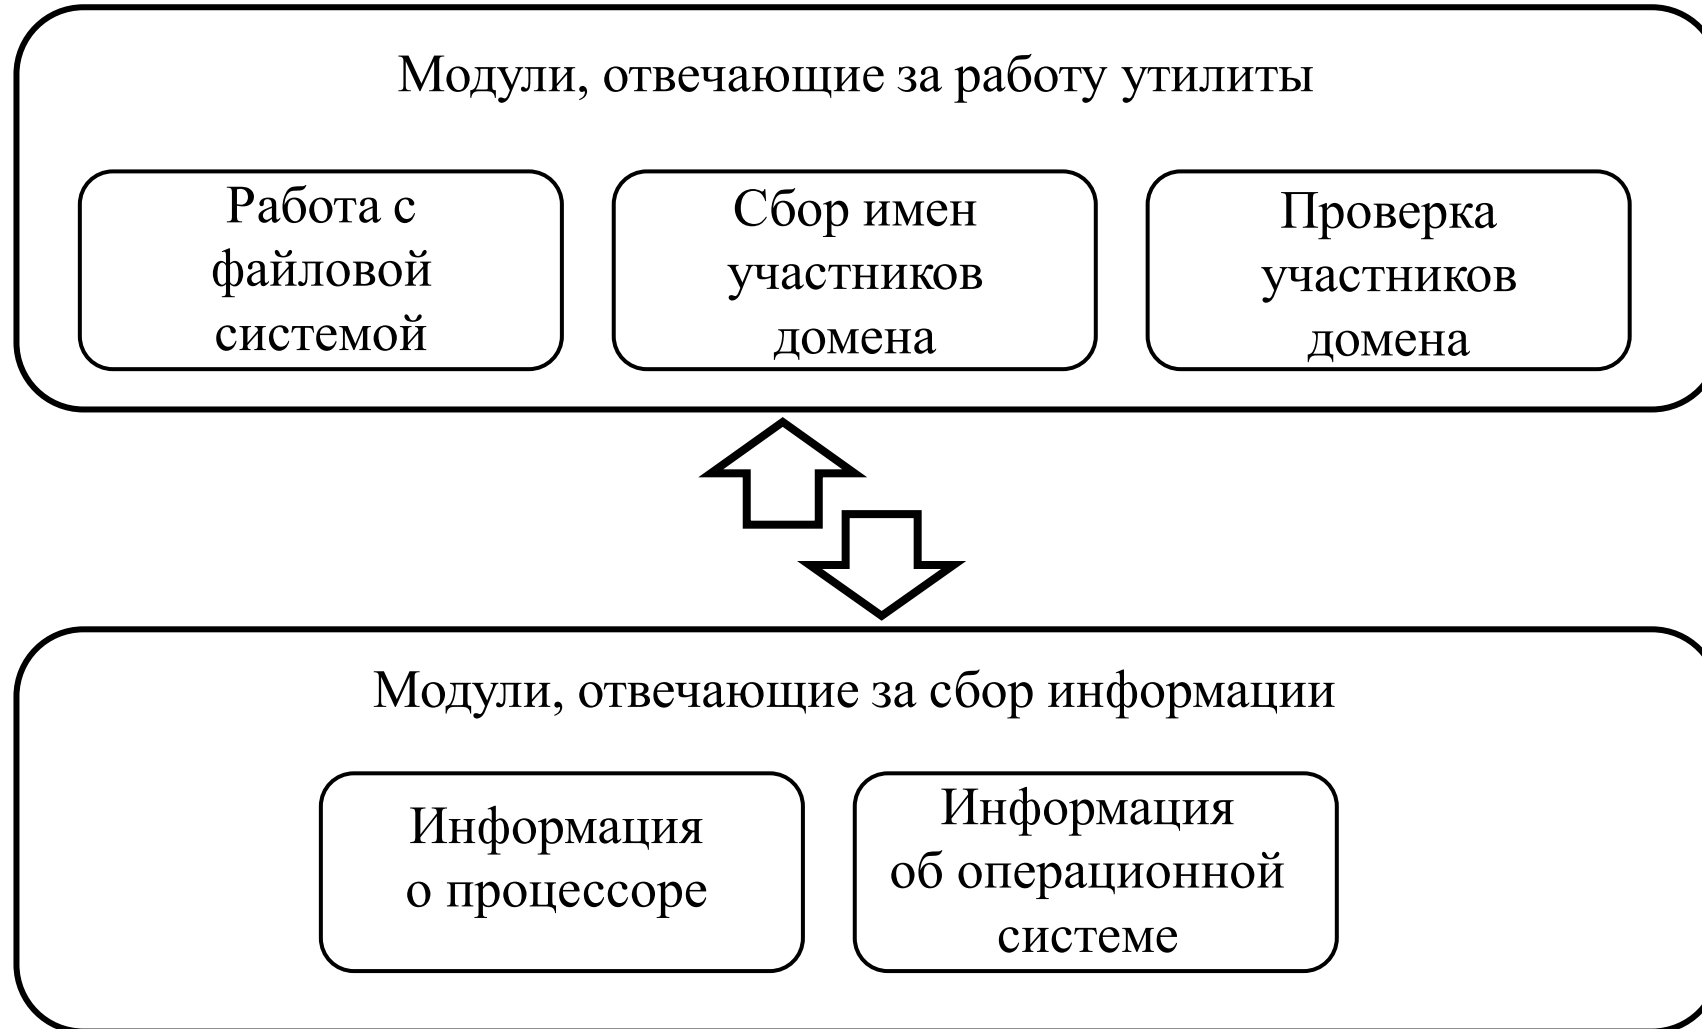 Модули, отвечающие за работу утилиты
Работа с
файловой
системой
Сбор имен
участников
домена
Проверка
участников
домена
Модули, отвечающие за сбор информации
Информация
о процессоре
Информация
об операционной
системе